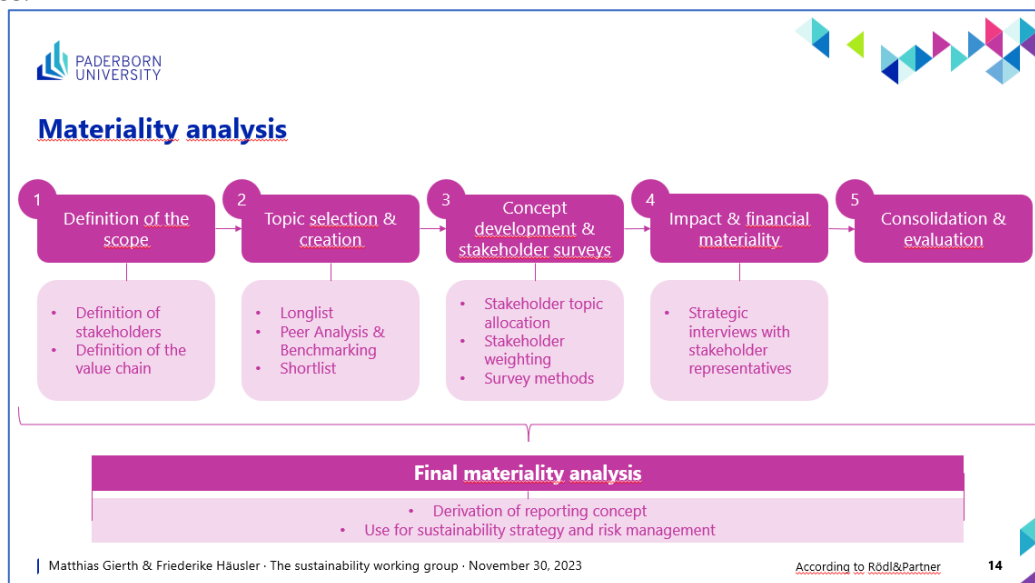 PADERBORN
UNIVERSITY
Materiality analysis
1
Definition of the
scope
2
Topic selection &
creation
3
Concept
development &
stakeholder surveys
4
Impact & financial
materiality
5
Consolidation &
evaluation
• Definition of
stakeholders
• Definition of the
value chain
• Longlist
• Peer Analysis &
Benchmarking
• Shortlist
• Stakeholder topic
allocation
• Stakeholder
weighting
• Survey methods
• Strategic
interviews with
stakeholder
representatives
Final materiality analysis
• Derivation of reporting concept
• Use for sustainability strategy and risk management
Matthias Gierth & Friederike Häusler · The sustainability working group · November 30, 2023
According to Rödl&Partner
14